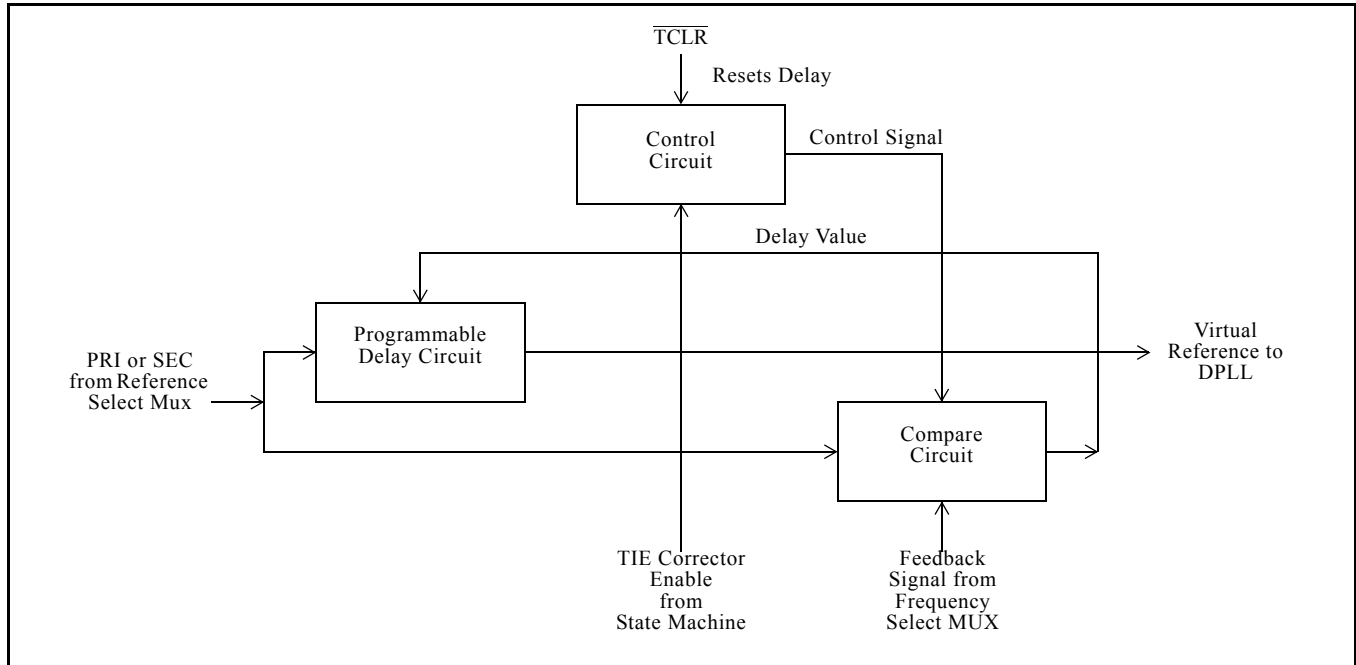 TCLR
Resets Delay
Control
Circuit
Control Signal
Delay Value
Programmable
Delay Circuit
PRI or SEC
from Reference
Select Mux
Virtual
Reference to
DPLL
Compare
Circuit
TIE Corrector
Enable
from
State Machine
Feedback
Signal from
Frequency
Select MUX